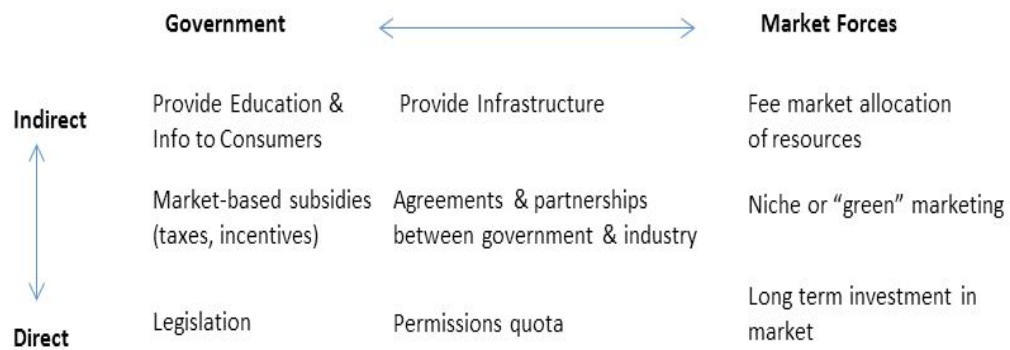 Government
Market Forces
Indirect
Provide Education &
Info to Consumers
Provide Infrastructure
Fee market allocation
of resources
Market-based subsidies
(taxes, incentives)
Agreements & partnerships
between government & industry
Niche or “green” marketing
Direct
Legislation
Permissions quota
Long term investment in
market